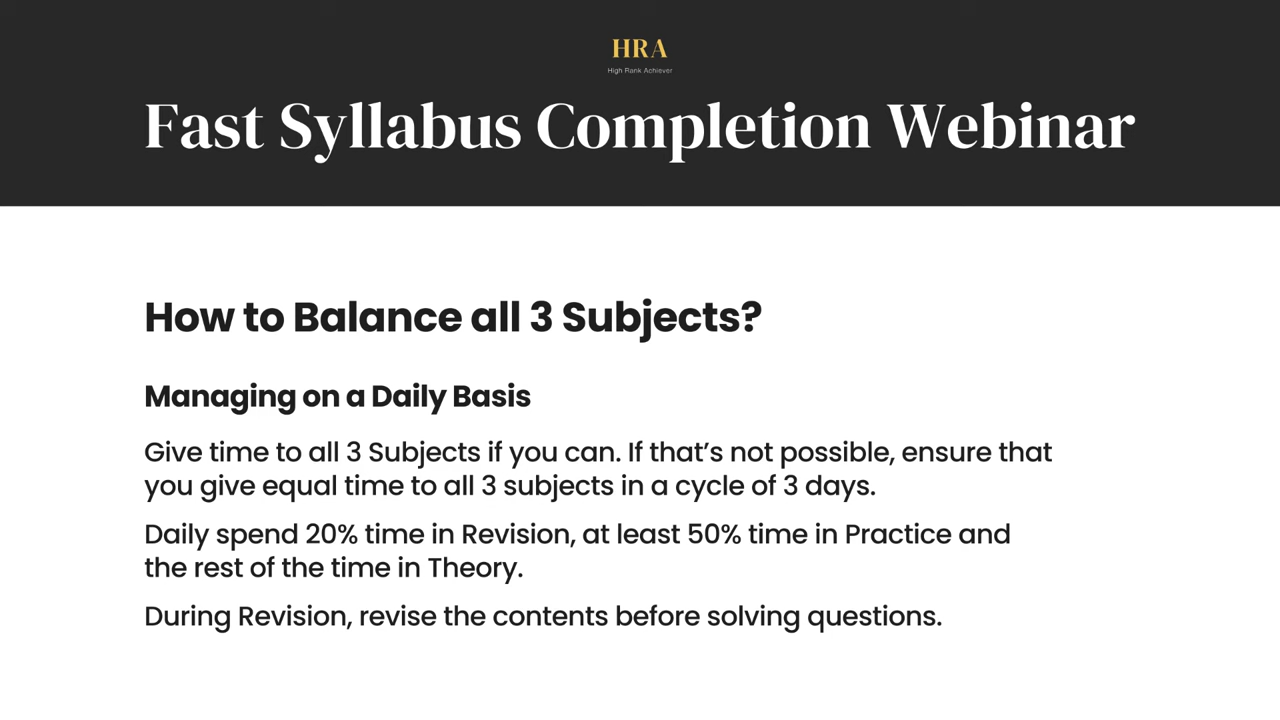 HRA
High Rank Achiever
Fast Syllabus Completion Webinar
How to Balance all 3 Subjects?
Managing on a Daily Basis
Give time to all 3 Subjects if you can. If that’s not possible, ensure that
you give equal time to all 3 subjects in a cycle of 3 days.
Daily spend 20% time in Revision, at least 50% time in Practice and
the rest of the time in Theory.
During Revision, revise the contents before solving questions.